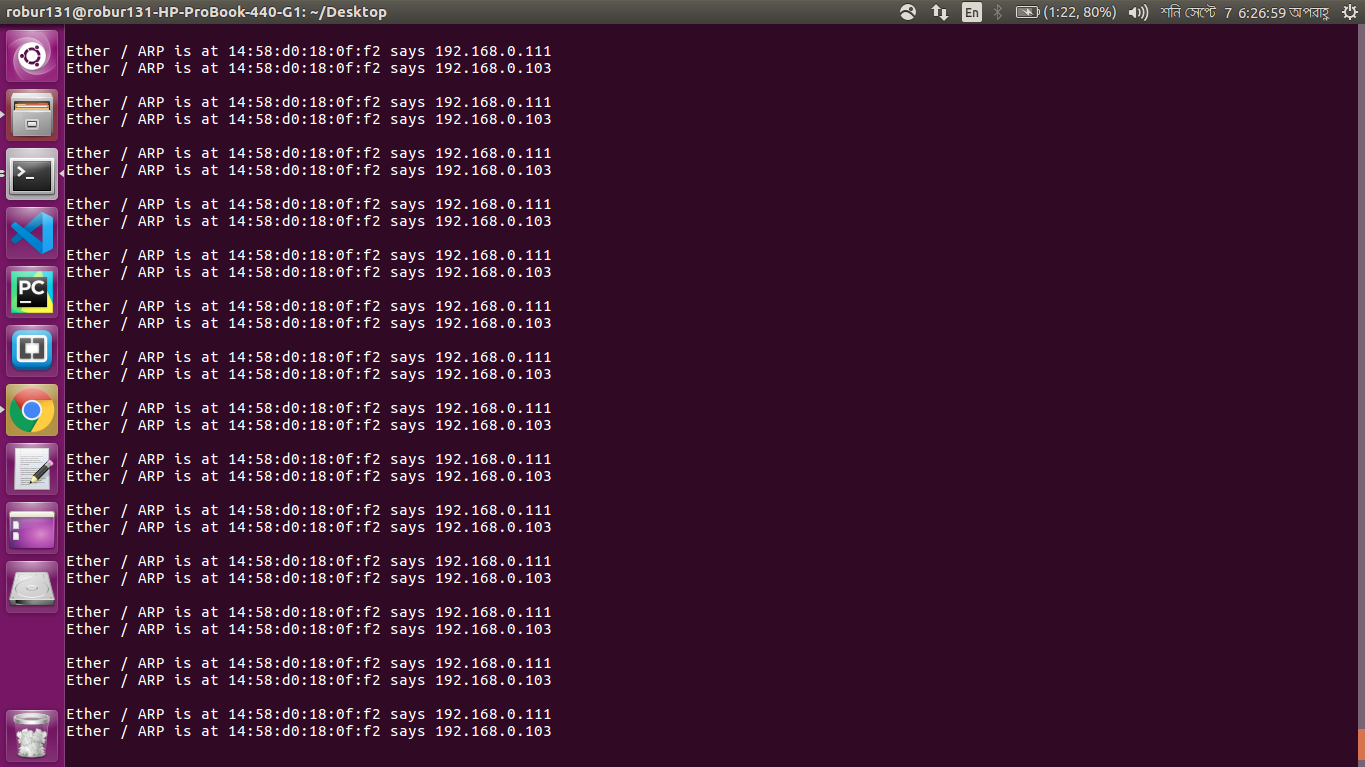 robur131@robur131-HP-ProBook-440-G1: ~/Desktop
En
(1:22, 80%)
শনি সেপ্টে 7 6:26:59 অপরাহ্ণ
Ether / ARP is at 14:58:d0:18:0f:f2 says 192.168.0.111
Ether / ARP is at 14:58:d0:18:0f:f2 says 192.168.0.103
Ether / ARP is at 14:58:d0:18:0f:f2 says 192.168.0.111
Ether / ARP is at 14:58:d0:18:0f:f2 says 192.168.0.103
Ether / ARP is at 14:58:d0:18:0f:f2 says 192.168.0.111
Ether / ARP is at 14:58:d0:18:0f:f2 says 192.168.0.103
Ether / ARP is at 14:58:d0:18:0f:f2 says 192.168.0.111
Ether / ARP is at 14:58:d0:18:0f:f2 says 192.168.0.103
Ether / ARP is at 14:58:d0:18:0f:f2 says 192.168.0.111
Ether / ARP is at 14:58:d0:18:0f:f2 says 192.168.0.103
Ether / ARP is at 14:58:d0:18:0f:f2 says 192.168.0.111
Ether / ARP is at 14:58:d0:18:0f:f2 says 192.168.0.103
Ether / ARP is at 14:58:d0:18:0f:f2 says 192.168.0.111
Ether / ARP is at 14:58:d0:18:0f:f2 says 192.168.0.103
Ether / ARP is at 14:58:d0:18:0f:f2 says 192.168.0.111
Ether / ARP is at 14:58:d0:18:0f:f2 says 192.168.0.103
Ether / ARP is at 14:58:d0:18:0f:f2 says 192.168.0.111
Ether / ARP is at 14:58:d0:18:0f:f2 says 192.168.0.103
Ether / ARP is at 14:58:d0:18:0f:f2 says 192.168.0.111
Ether / ARP is at 14:58:d0:18:0f:f2 says 192.168.0.103
Ether / ARP is at 14:58:d0:18:0f:f2 says 192.168.0.111
Ether / ARP is at 14:58:d0:18:0f:f2 says 192.168.0.103
Ether / ARP is at 14:58:d0:18:0f:f2 says 192.168.0.111
Ether / ARP is at 14:58:d0:18:0f:f2 says 192.168.0.103
Ether / ARP is at 14:58:d0:18:0f:f2 says 192.168.0.111
Ether / ARP is at 14:58:d0:18:0f:f2 says 192.168.0.103
Ether / ARP is at 14:58:d0:18:0f:f2 says 192.168.0.111
Ether / ARP is at 14:58:d0:18:0f:f2 says 192.168.0.103
>_
PC